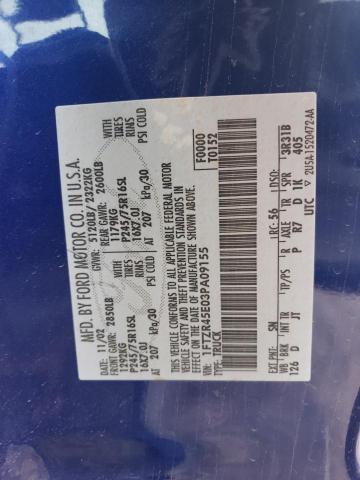 MFD. BY FORD MOTOR CO. IN U.S.A.
DATE: 11/02 GVWR: 5120LB/ 2322KG
FRONT GAWR: 2850LB REAR GAWR: 2600LB
1292KG 1179KG
P245/75R16SL TIRES P245/75R16SL TIRES
16X7.0J RIMS 16X7.0J RIMS
AT 207 kPa/30 PSI COLD AT 207 kPa/30 PSI COLD
THIS VEHICLE CONFORMS TO ALL APPLICABLE FEDERAL MOTOR
VEHICLE SAFETY AND THEFT PREVENTION STANDARDS IN
EFFECT ON THE DATE OF MANUFACTURE SHOWN ABOVE.
VIN: 1FTZR45E03PA09155 F0000
TYPE: TRUCK T0152
EXT PNT: SN RC: 56 DSO:
WB BRK INT TR TP/PS R AXLE TR SPR 3R31B
126 D JT P R7 D 1K 405
UTC 2U5A-1520472-AA